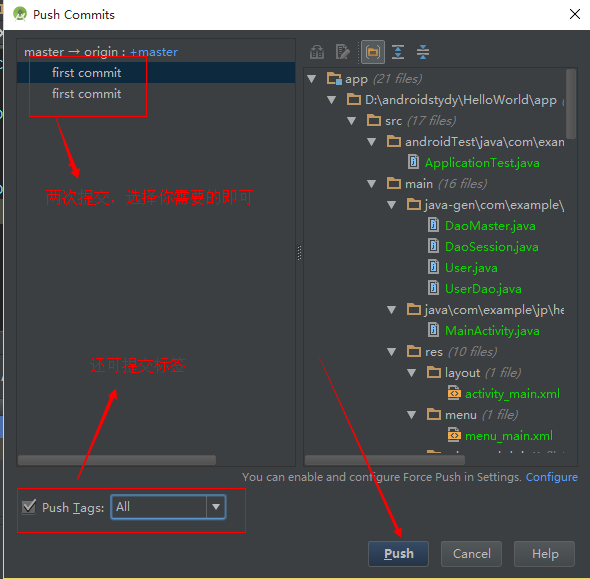 Push Commits
master → origin : +master
first commit
first commit
两次提交，选择你需要的即可
还可提交标签
app (21 files)
D:\androidstydy\HelloWorld\app
src (17 files)
androidTest\java\com\exam
ApplicationTest.java
main (16 files)
java-gen\com\example\
DaoMaster.java
DaoSession.java
User.java
UserDao.java
java\com\example\jp\he
MainActivity.java
res (10 files)
layout (1 file)
activity_main.xml
menu (1 file)
menu_main.xml
You can enable and configure Force Push in Settings. Configure
Push Tags: All
Push Cancel Help